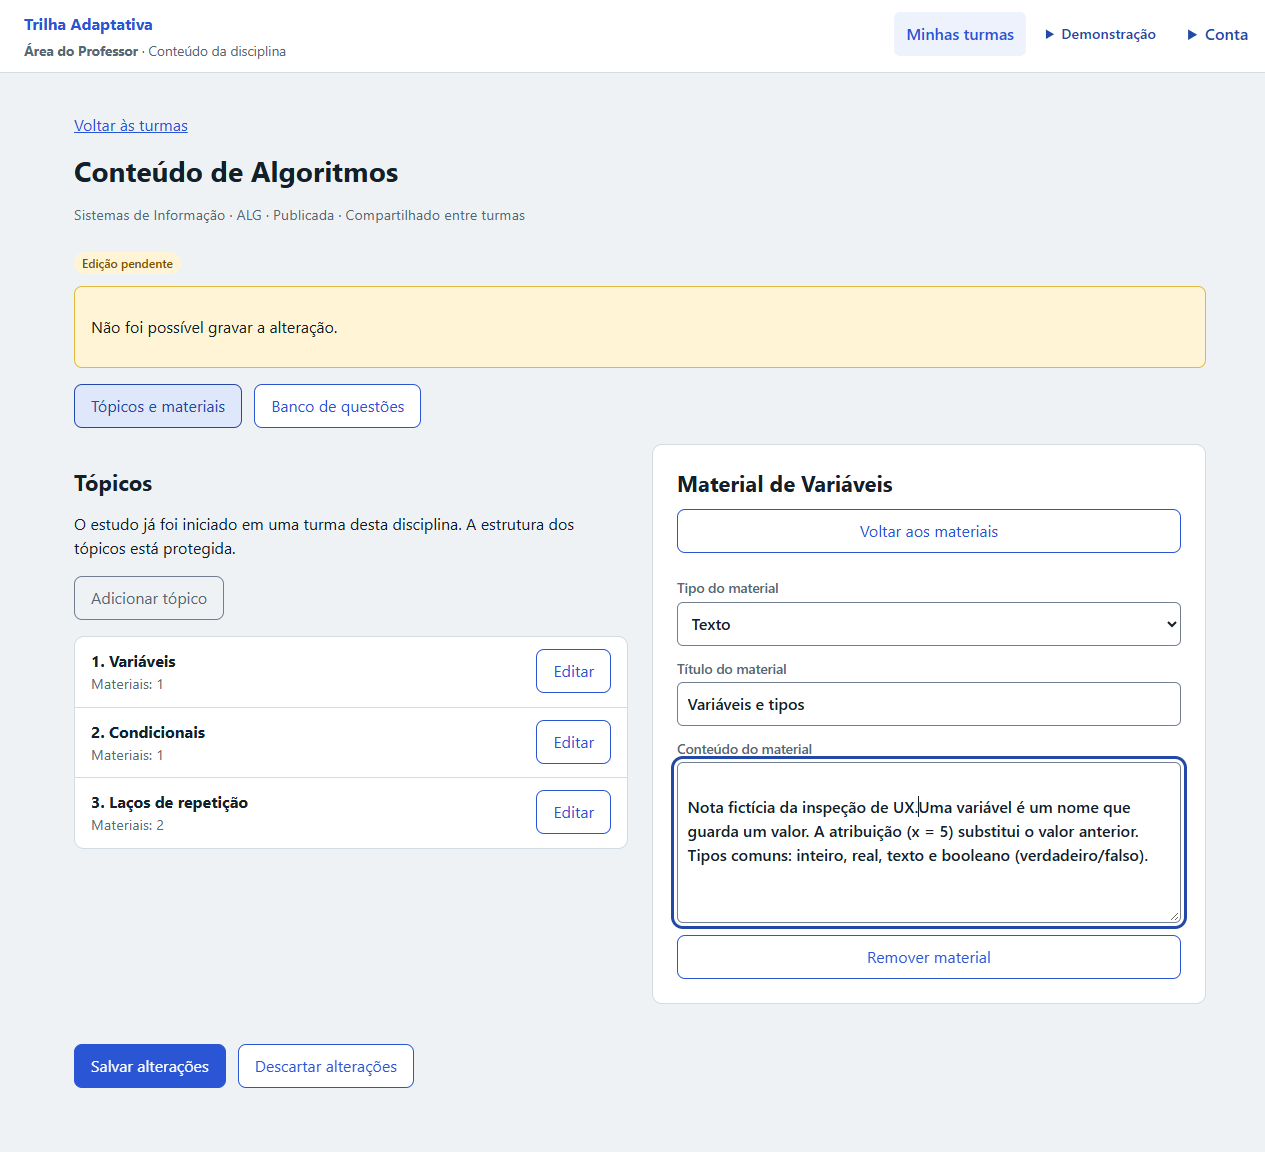 Trilha Adaptativa
Área do Professor · Conteúdo da disciplina
Minhas turmas
Demonstração
Conta
Voltar às turmas
Conteúdo de Algoritmos
Sistemas de Informação · ALG · Publicada · Compartilhado entre turmas
Edição pendente
Não foi possível gravar a alteração.
Tópicos e materiais
Banco de questões
Tópicos
O estudo já foi iniciado em uma turma desta disciplina. A estrutura dos
tópicos está protegida.
Adicionar tópico
1. Variáveis
Materiais: 1
Editar
2. Condicionais
Materiais: 1
Editar
3. Laços de repetição
Materiais: 2
Editar
Material de Variáveis
Voltar aos materiais
Tipo do material
Texto
Título do material
Variáveis e tipos
Conteúdo do material
Nota fictícia da inspeção de UX.Uma variável é um nome que
guarda um valor. A atribuição (x = 5) substitui o valor anterior.
Tipos comuns: inteiro, real, texto e booleano (verdadeiro/falso).
Remover material
Salvar alterações
Descartar alterações